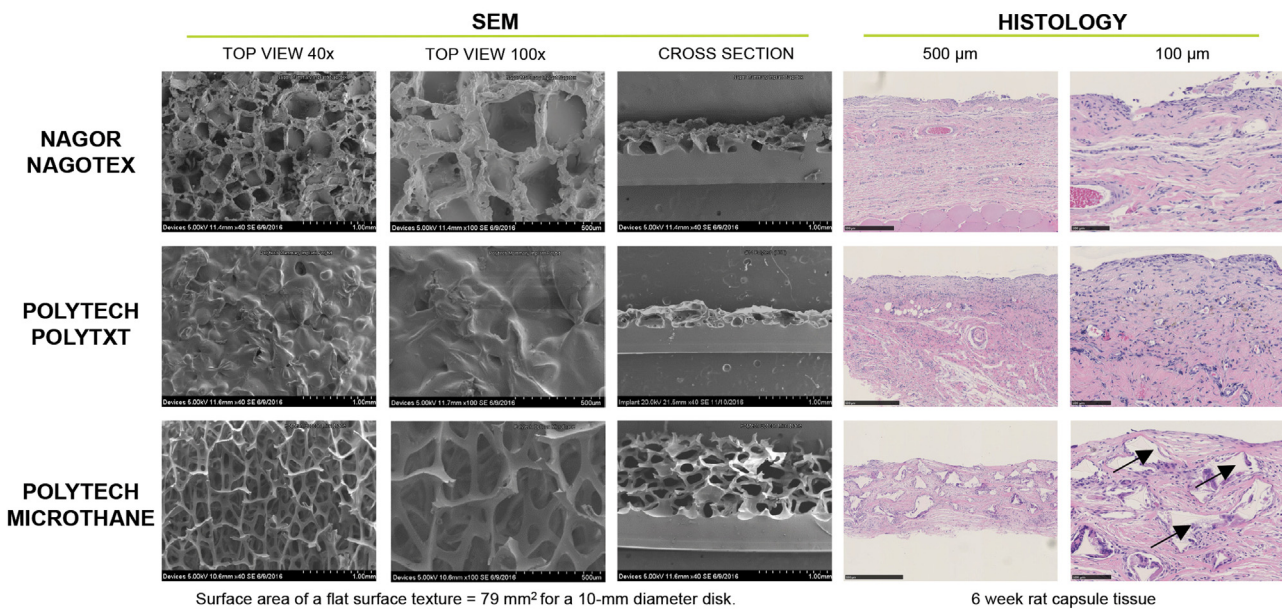 SEM
HISTOLOGY
TOP VIEW 40x
TOP VIEW 100x
CROSS SECTION
500 µm
100 µm
NAGOR
NAGOTEX
Devices 5.00kV 11.4mm x40 SE 6/9/2016 1.00mm
Devices 5.00kV 11.4mm x100 SE 6/9/2016 500um
Devices 5.00kV 11.4mm x40 SE 6/9/2016 1.00mm
POLYTECH
POLYTXT
Devices 5.00kV 11.6mm x40 SE 6/9/2016 1.00mm
Devices 5.00kV 11.7mm x100 SE 6/9/2016 500um
Implant 20.0kV 21.5mm x40 SE 11/10/2016 1.00mm
POLYTECH
MICROTHANE
Devices 5.00kV 10.6mm x40 SE 6/9/2016 1.00mm
Devices 5.00kV 10.6mm x100 SE 6/9/2016 500um
Devices 5.00kV 10.6mm x40 SE 6/9/2016 1.00mm
Surface area of a flat surface texture = 79 mm² for a 10-mm diameter disk.
6 week rat capsule tissue